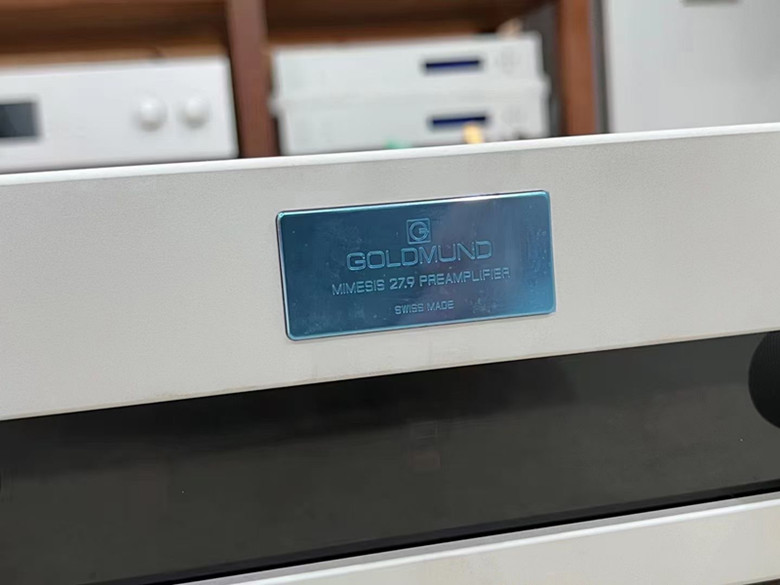 G
GOLDMUND
MIMESIS 27.9 PREAMPLIFIER
SWISS MADE